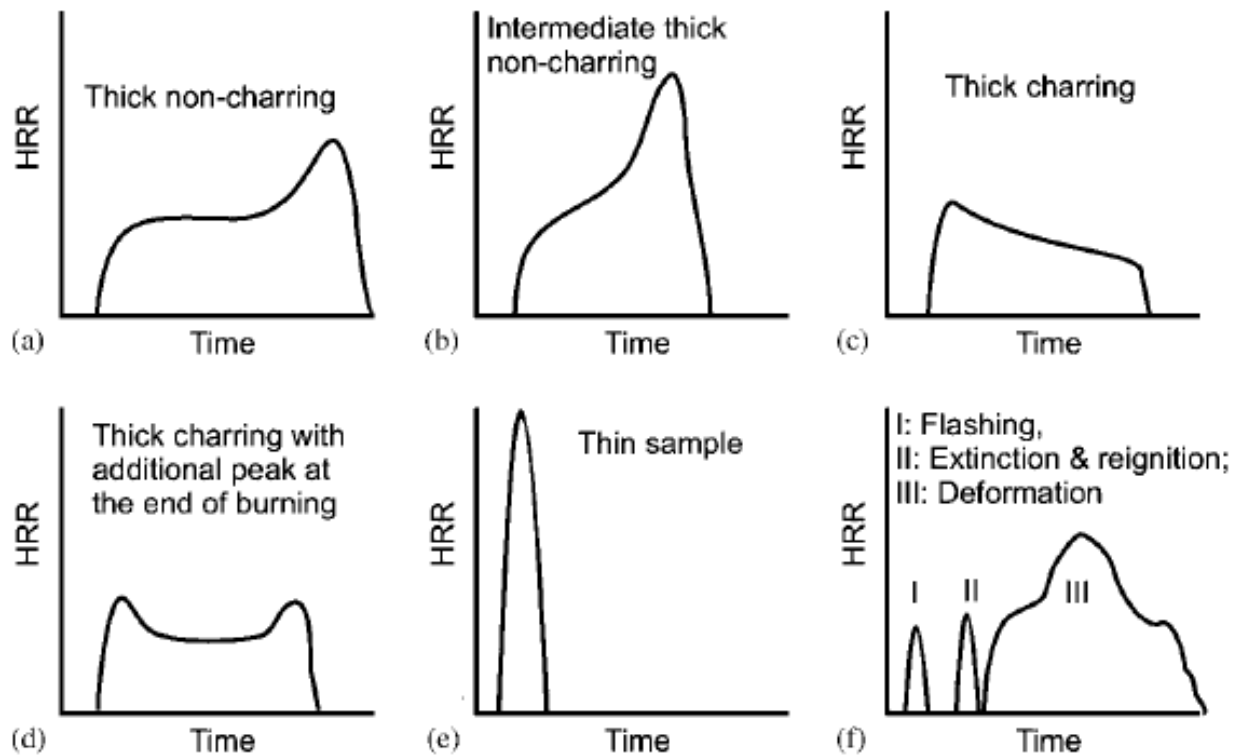 Thick non-charring
HRR
Time
(a)
Intermediate thick
non-charring
HRR
Time
(b)
Thick charring
HRR
Time
(c)
Thick charring with
additional peak at
the end of burning
HRR
Time
(d)
Thin sample
HRR
Time
(e)
I: Flashing,
II: Extinction & reignition;
III: Deformation
HRR
I
II
III
Time
(f)